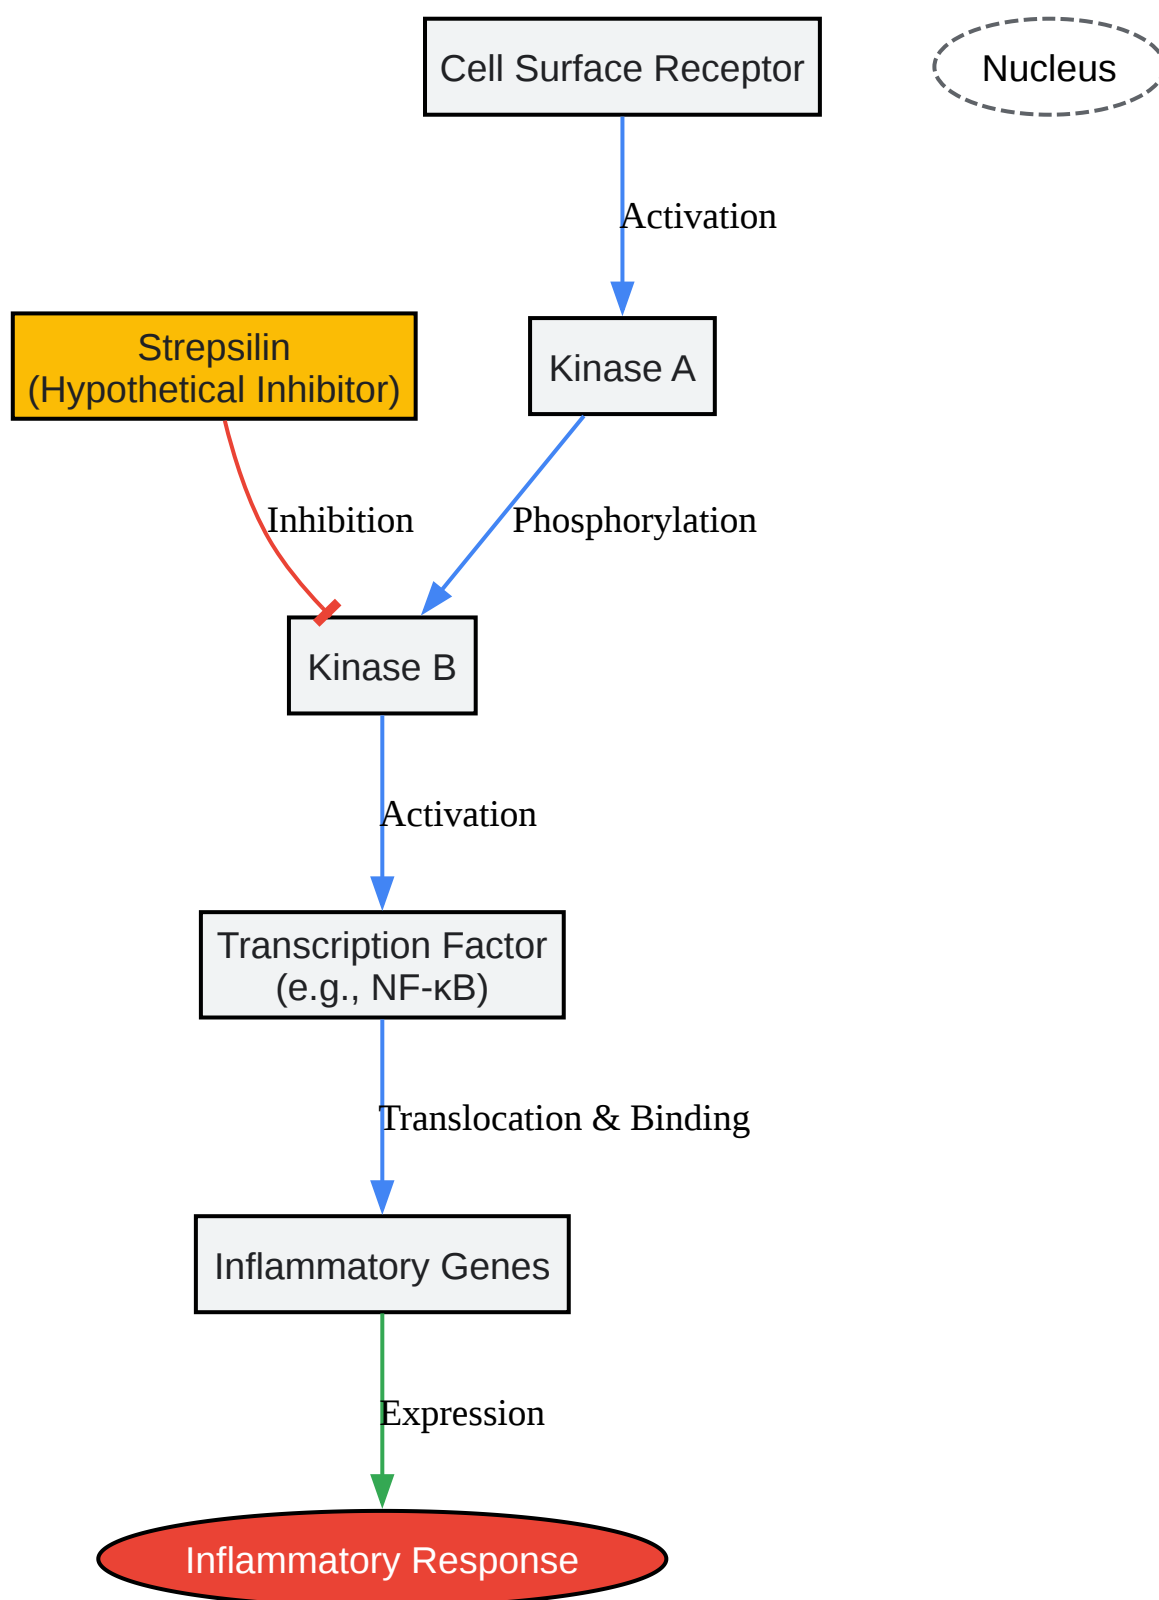 Cell Surface Receptor
Nucleus
Activation
Strepsilin
(Hypothetical Inhibitor)
Kinase A
Inhibition
Phosphorylation
Kinase B
Activation
Transcription Factor
(e.g., NF-κB)
Translocation & Binding
Inflammatory Genes
Expression
Inflammatory Response